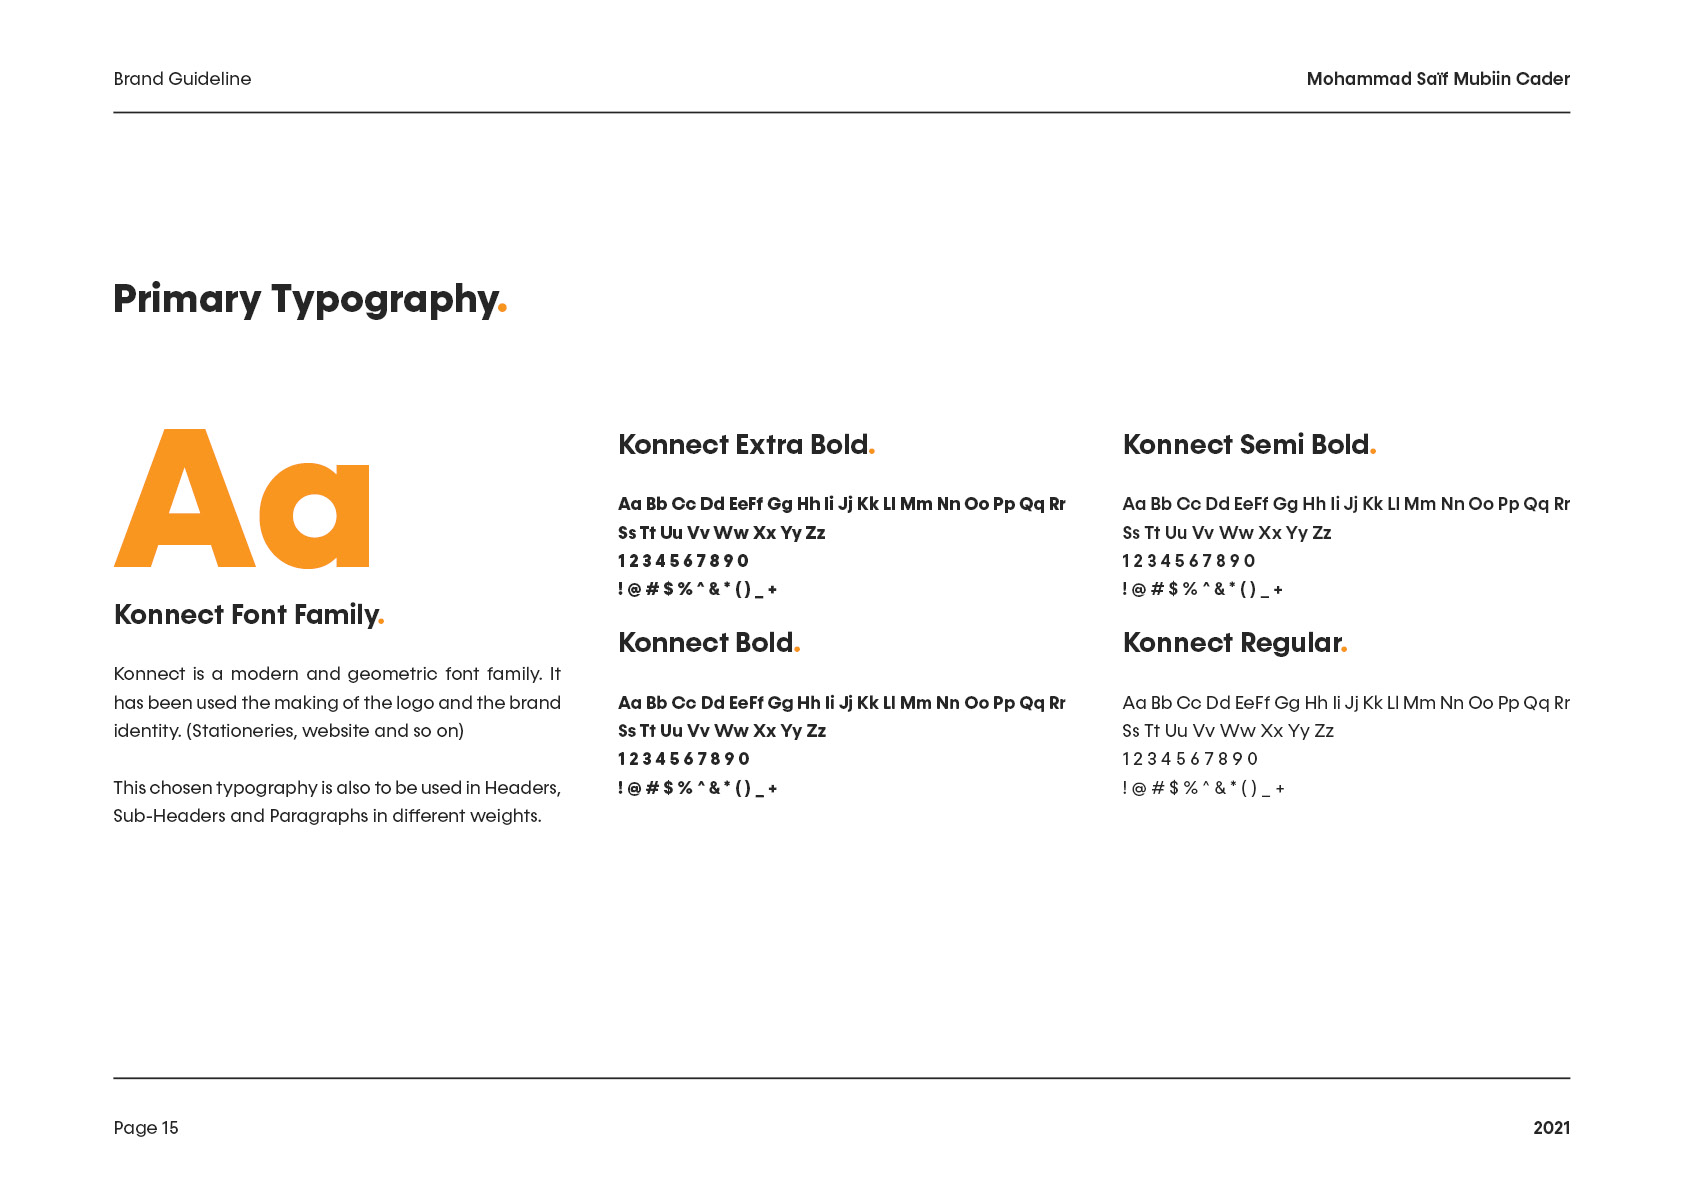 Brand Guideline
Mohammad Saïf Mubiin Cader
Primary Typography.
Aa
Konnect Font Family.
Konnect is a modern and geometric font family. It
has been used the making of the logo and the brand
identity. (Stationeries, website and so on)
This chosen typography is also to be used in Headers,
Sub-Headers and Paragraphs in different weights.
Konnect Extra Bold.
Aa Bb Cc Dd EeFf Gg Hh Ii Jj Kk Ll Mm Nn Oo Pp Qq Rr
Ss Tt Uu Vv Ww Xx Yy Zz
1 2 3 4 5 6 7 8 9 0
! @ # $ % ^ & * ( ) _ +
Konnect Bold.
Aa Bb Cc Dd EeFf Gg Hh Ii Jj Kk Ll Mm Nn Oo Pp Qq Rr
Ss Tt Uu Vv Ww Xx Yy Zz
1 2 3 4 5 6 7 8 9 0
! @ # $ % ^ & * ( ) _ +
Konnect Semi Bold.
Aa Bb Cc Dd EeFf Gg Hh Ii Jj Kk Ll Mm Nn Oo Pp Qq Rr
Ss Tt Uu Vv Ww Xx Yy Zz
1 2 3 4 5 6 7 8 9 0
! @ # $ % ^ & * ( ) _ +
Konnect Regular.
Aa Bb Cc Dd EeFf Gg Hh Ii Jj Kk Ll Mm Nn Oo Pp Qq Rr
Ss Tt Uu Vv Ww Xx Yy Zz
1 2 3 4 5 6 7 8 9 0
! @ # $ % ^ & * ( ) _ +
Page 15
2021